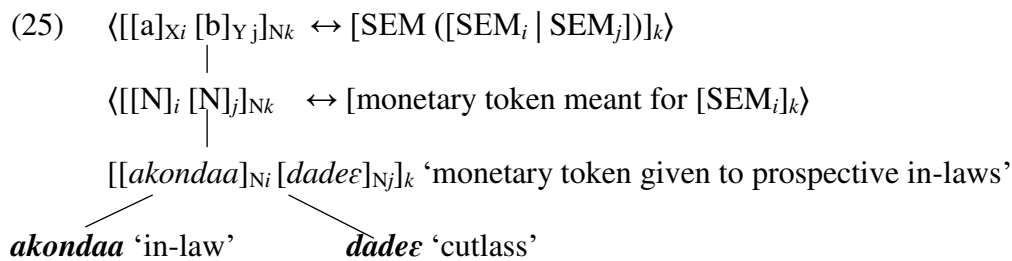 (25) ⟨[[a]Xi [b]Y j]Nk ↔ [SEM ([SEMi | SEMj])]k⟩
⟨[[N]i [N]j]Nk ↔ [monetary token meant for [SEMi]k⟩
[[akondaa]Ni [dadeɛ]Nj]k ‘monetary token given to prospective in-laws’
akondaa ‘in-law’ dadeɛ ‘cutlass’